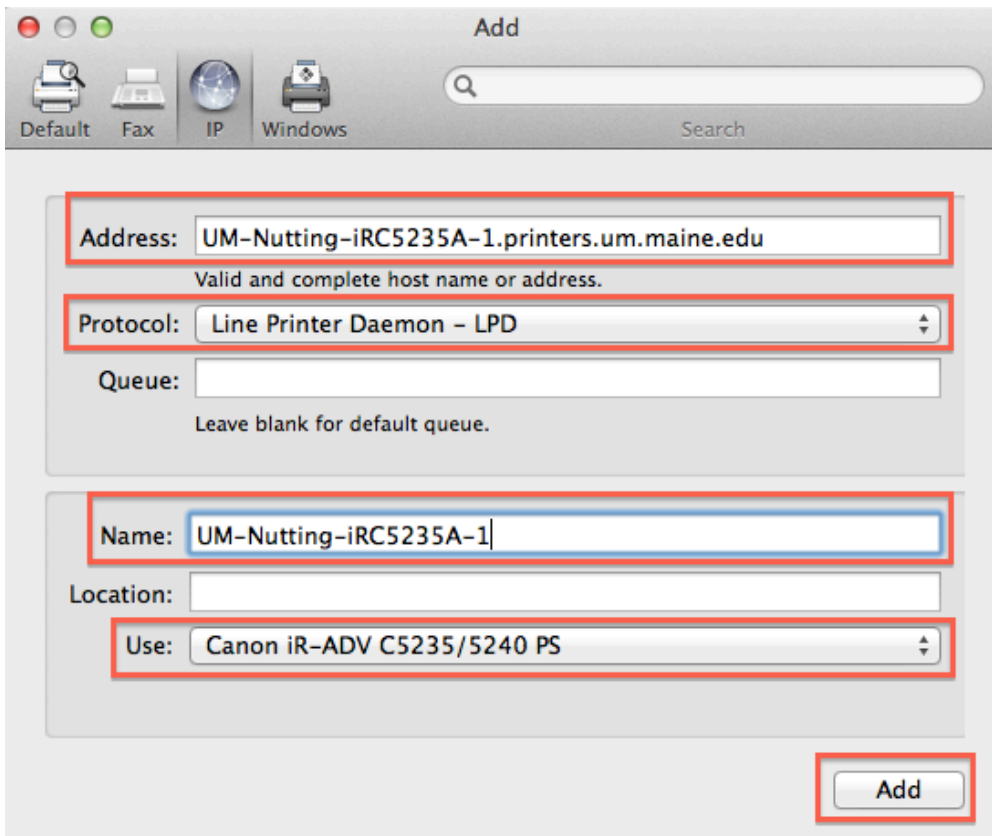 Add
Default Fax IP Windows Search
Address: UM-Nutting-iRC5235A-1.printers.um.maine.edu
Valid and complete host name or address.
Protocol: Line Printer Daemon - LPD
Queue:
Leave blank for default queue.
Name: UM-Nutting-iRC5235A-1
Location:
Use: Canon iR-ADV C5235/5240 PS
Add